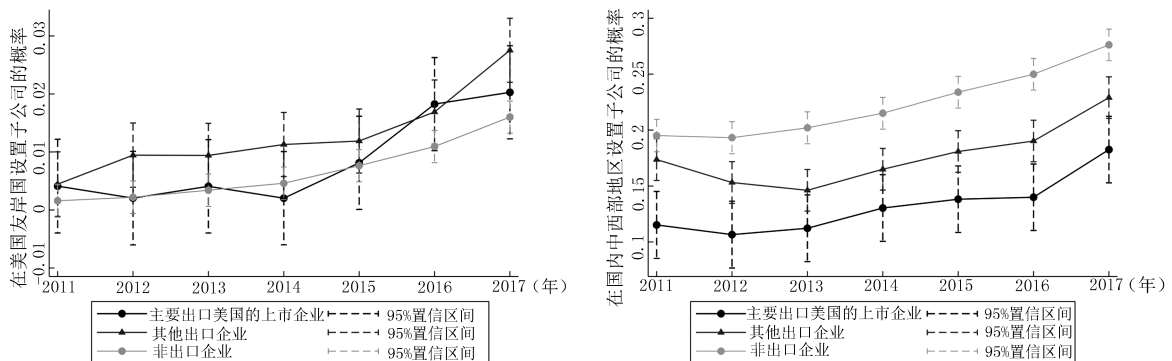 在美国友岸国设置子公司的概率
0.03
0.02
0.01
0
-0.01
2011 2012 2013 2014 2015 2016 2017(年)
主要出口美国的上市企业 95%置信区间
其他出口企业 95%置信区间
非出口企业 95%置信区间
在国内中西部地区设置子公司的概率
0.3
0.25
0.2
0.15
0.1
2011 2012 2013 2014 2015 2016 2017(年)
主要出口美国的上市企业 95%置信区间
其他出口企业 95%置信区间
非出口企业 95%置信区间